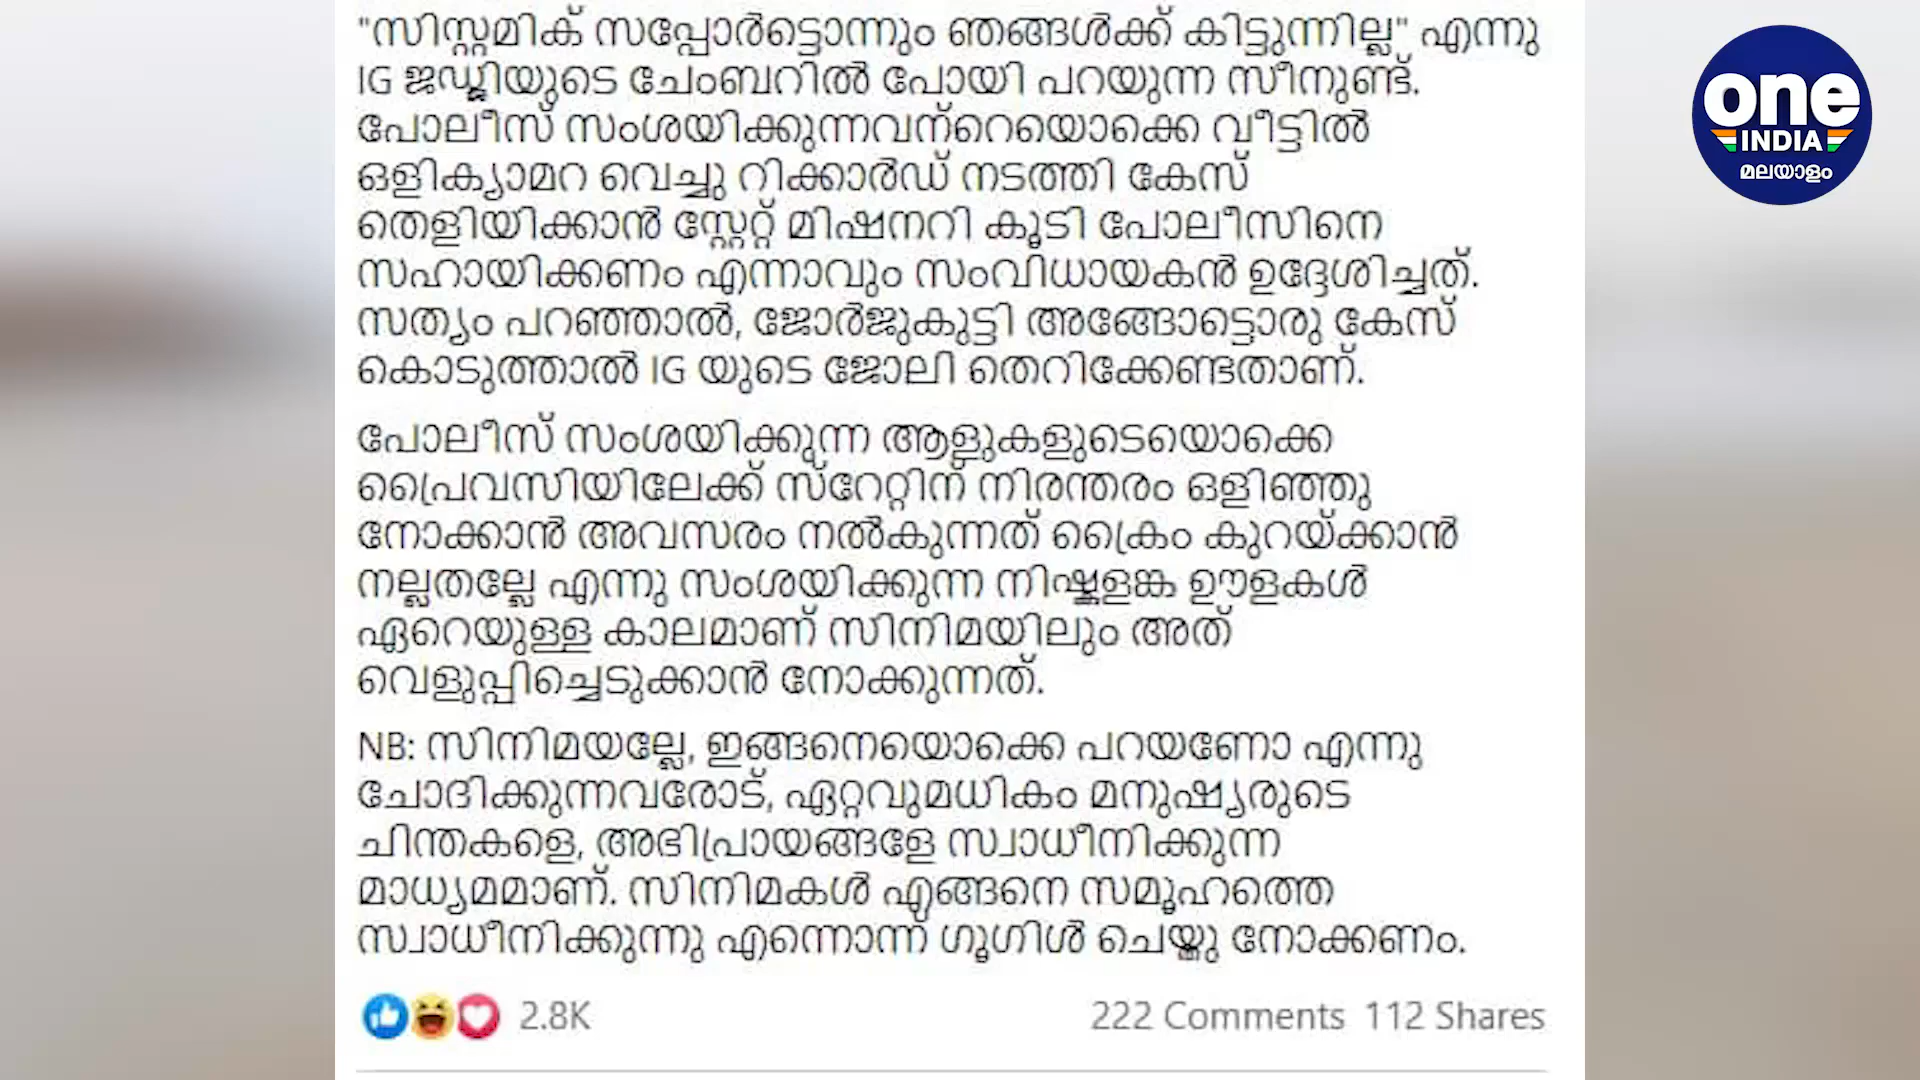 "സിസ്റ്റമിക് സപ്പോർട്ടൊന്നും ഞങ്ങൾക്ക് കിട്ടുന്നില്ല" എന്നു
IG ജഡ്ജിയുടെ ചേംബറിൽ പോയി പറയുന്ന സീനുണ്ട്.
പോലീസ് സംശയിക്കുന്നവന്റെയൊക്കെ വീട്ടിൽ
ഒളിക്യാമറ വെച്ചു റിക്കാർഡ് നടത്തി കേസ്
തെളിയിക്കാൻ സ്റ്റേറ്റ് മിഷനറി കൂടി പോലീസിനെ
സഹായിക്കണം എന്നാവും സംവിധായകൻ ഉദ്ദേശിച്ചത്.
സത്യം പറഞ്ഞാൽ, ജോർജുകുട്ടി അങ്ങോട്ടൊരു കേസ്
കൊടുത്താൽ IG യുടെ ജോലി തെറിക്കേണ്ടതാണ്.
പോലീസ് സംശയിക്കുന്ന ആളുകളുടെയൊക്കെ
പ്രൈവസിയിലേക്ക് സ്റേറ്റിന് നിരന്തരം ഒളിഞ്ഞു
നോക്കാൻ അവസരം നൽകുന്നത് ക്രൈം കുറയ്ക്കാൻ
നല്ലതല്ലേ എന്നു സംശയിക്കുന്ന നിഷ്കളങ്ക ഊളകൾ
ഏറെയുള്ള കാലമാണ് സിനിമയിലും അത്
വെളുപ്പിച്ചെടുക്കാൻ നോക്കുന്നത്.
NB: സിനിമയല്ലേ, ഇങ്ങനെയൊക്കെ പറയണോ എന്നു
ചോദിക്കുന്നവരോട്, ഏറ്റവുമധികം മനുഷ്യരുടെ
ചിന്തകളെ, അഭിപ്രായങ്ങളേ സ്വാധീനിക്കുന്ന
മാധ്യമമാണ്. സിനിമകൾ എങ്ങനെ സമൂഹത്തെ
സ്വാധീനിക്കുന്നു എന്നൊന്ന് ഗൂഗിൾ ചെയ്തു നോക്കണം.
2.8K 222 Comments 112 Shares
one
INDIA
മലയാളം